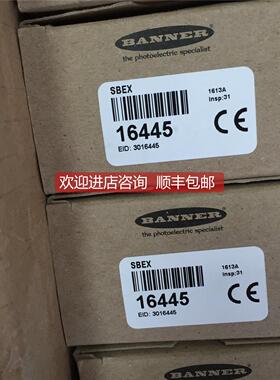 BANNER
the photoelectric specialist
SBEX
1613A
Insp:31
16445
CE
EID: 3016445
欢迎进店咨询 顺丰包邮
BANNER
the photoelectric specialist
SBEX
1613A
Insp:31
16445
CE
EID: 3016445